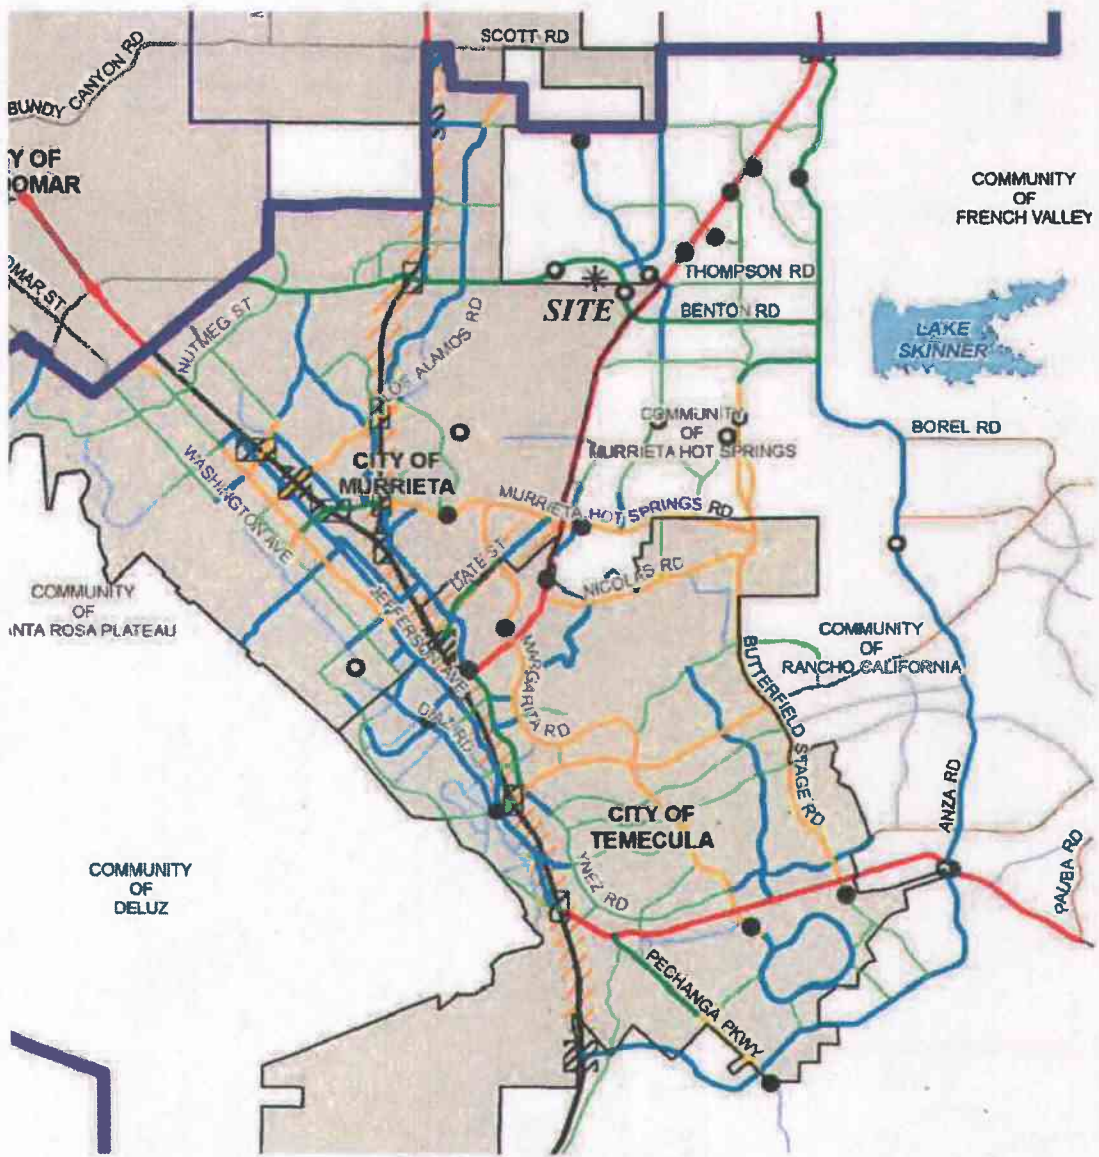 SCOTT RD
BUNDY CANYON RD
Y OF
DOMAR
COMMUNITY
OF
FRENCH VALLEY
THOMPSON RD
OMAR ST
SITE
BENTON RD
NUTMEG ST
LOS ALAMOS RD
LAKE
SKINNER
COMMUNITY
OF
MURRIETA HOT SPRINGS
BOREL RD
CITY OF
MURRIETA
WASHINGTON AVE
MURRIETA HOT SPRINGS RD
DATE ST
NICOLAS RD
COMMUNITY
OF
NTA ROSA PLATEAU
JEFFERSON AVE
COMMUNITY
OF
RANCHO CALIFORNIA
MARGARITA RD
DIAZ RD
BUTTERFIELD STAGE RD
ANZA RD
CITY OF
TEMECULA
YNEZ RD
PAUBA RD
COMMUNITY
OF
DELUZ
PECHANGA PKWY